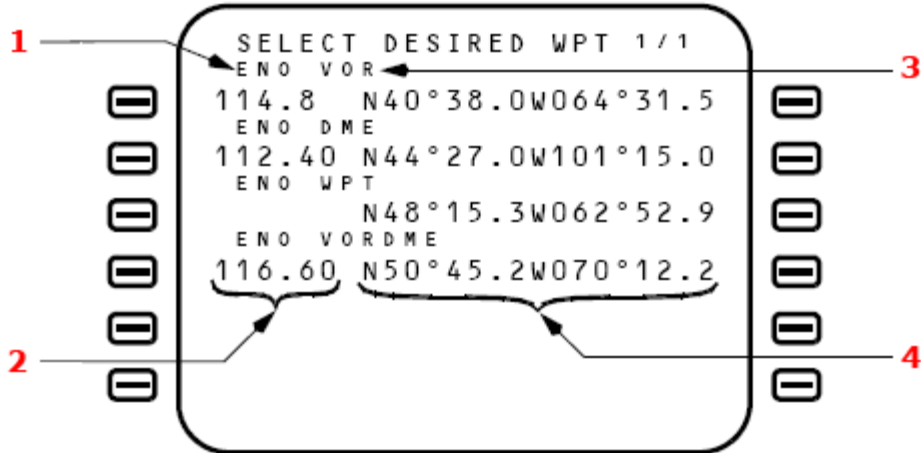 SELECT DESIRED WPT 1/1
1
ENO VOR
3
114.8 N40°38.0W064°31.5
ENO DME
112.40 N44°27.0W101°15.0
ENO WPT
N48°15.3W062°52.9
ENO VORDME
116.60 N50°45.2W070°12.2
2
4